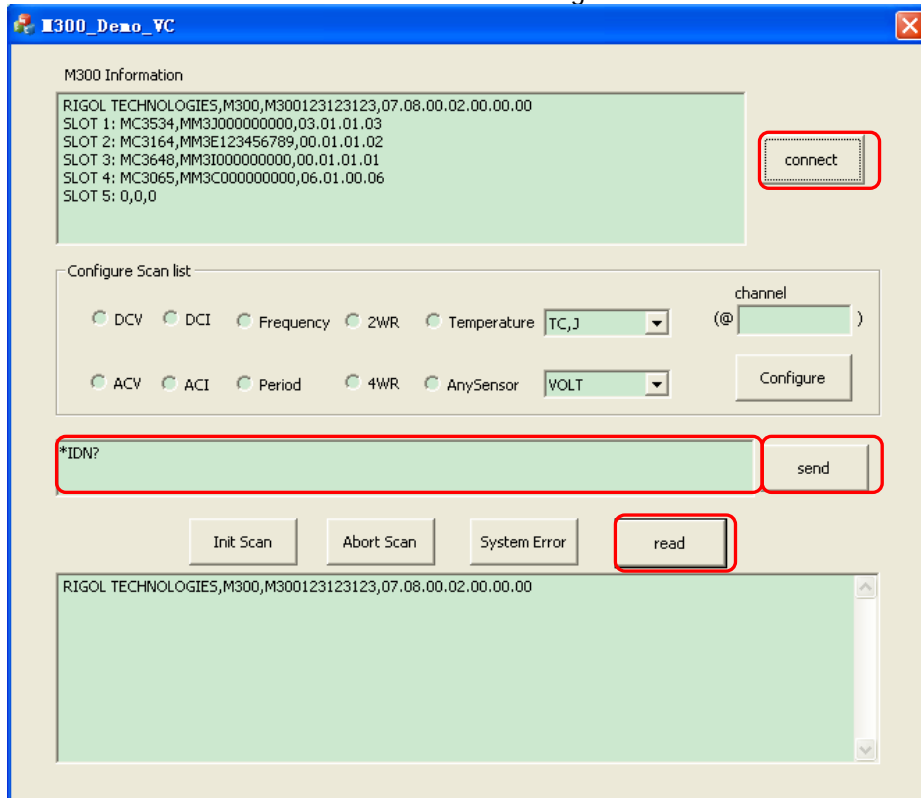 M300_Demo_VC
M300 Information
RIGOL TECHNOLOGIES,M300,M300123123123,07.08.00.02.00.00.00
SLOT 1: MC3534,MM3J000000000,03.01.01.03
SLOT 2: MC3164,MM3E123456789,00.01.01.02
SLOT 3: MC3648,MM3I000000000,00.01.01.01
SLOT 4: MC3065,MM3C000000000,06.01.00.06
SLOT 5: 0,0,0
connect
Configure Scan list
channel
DCV DCI Frequency 2WR Temperature TC,J (@ )
ACV ACI Period 4WR AnySensor VOLT Configure
*IDN?
send
Init Scan Abort Scan System Error read
RIGOL TECHNOLOGIES,M300,M300123123123,07.08.00.02.00.00.00